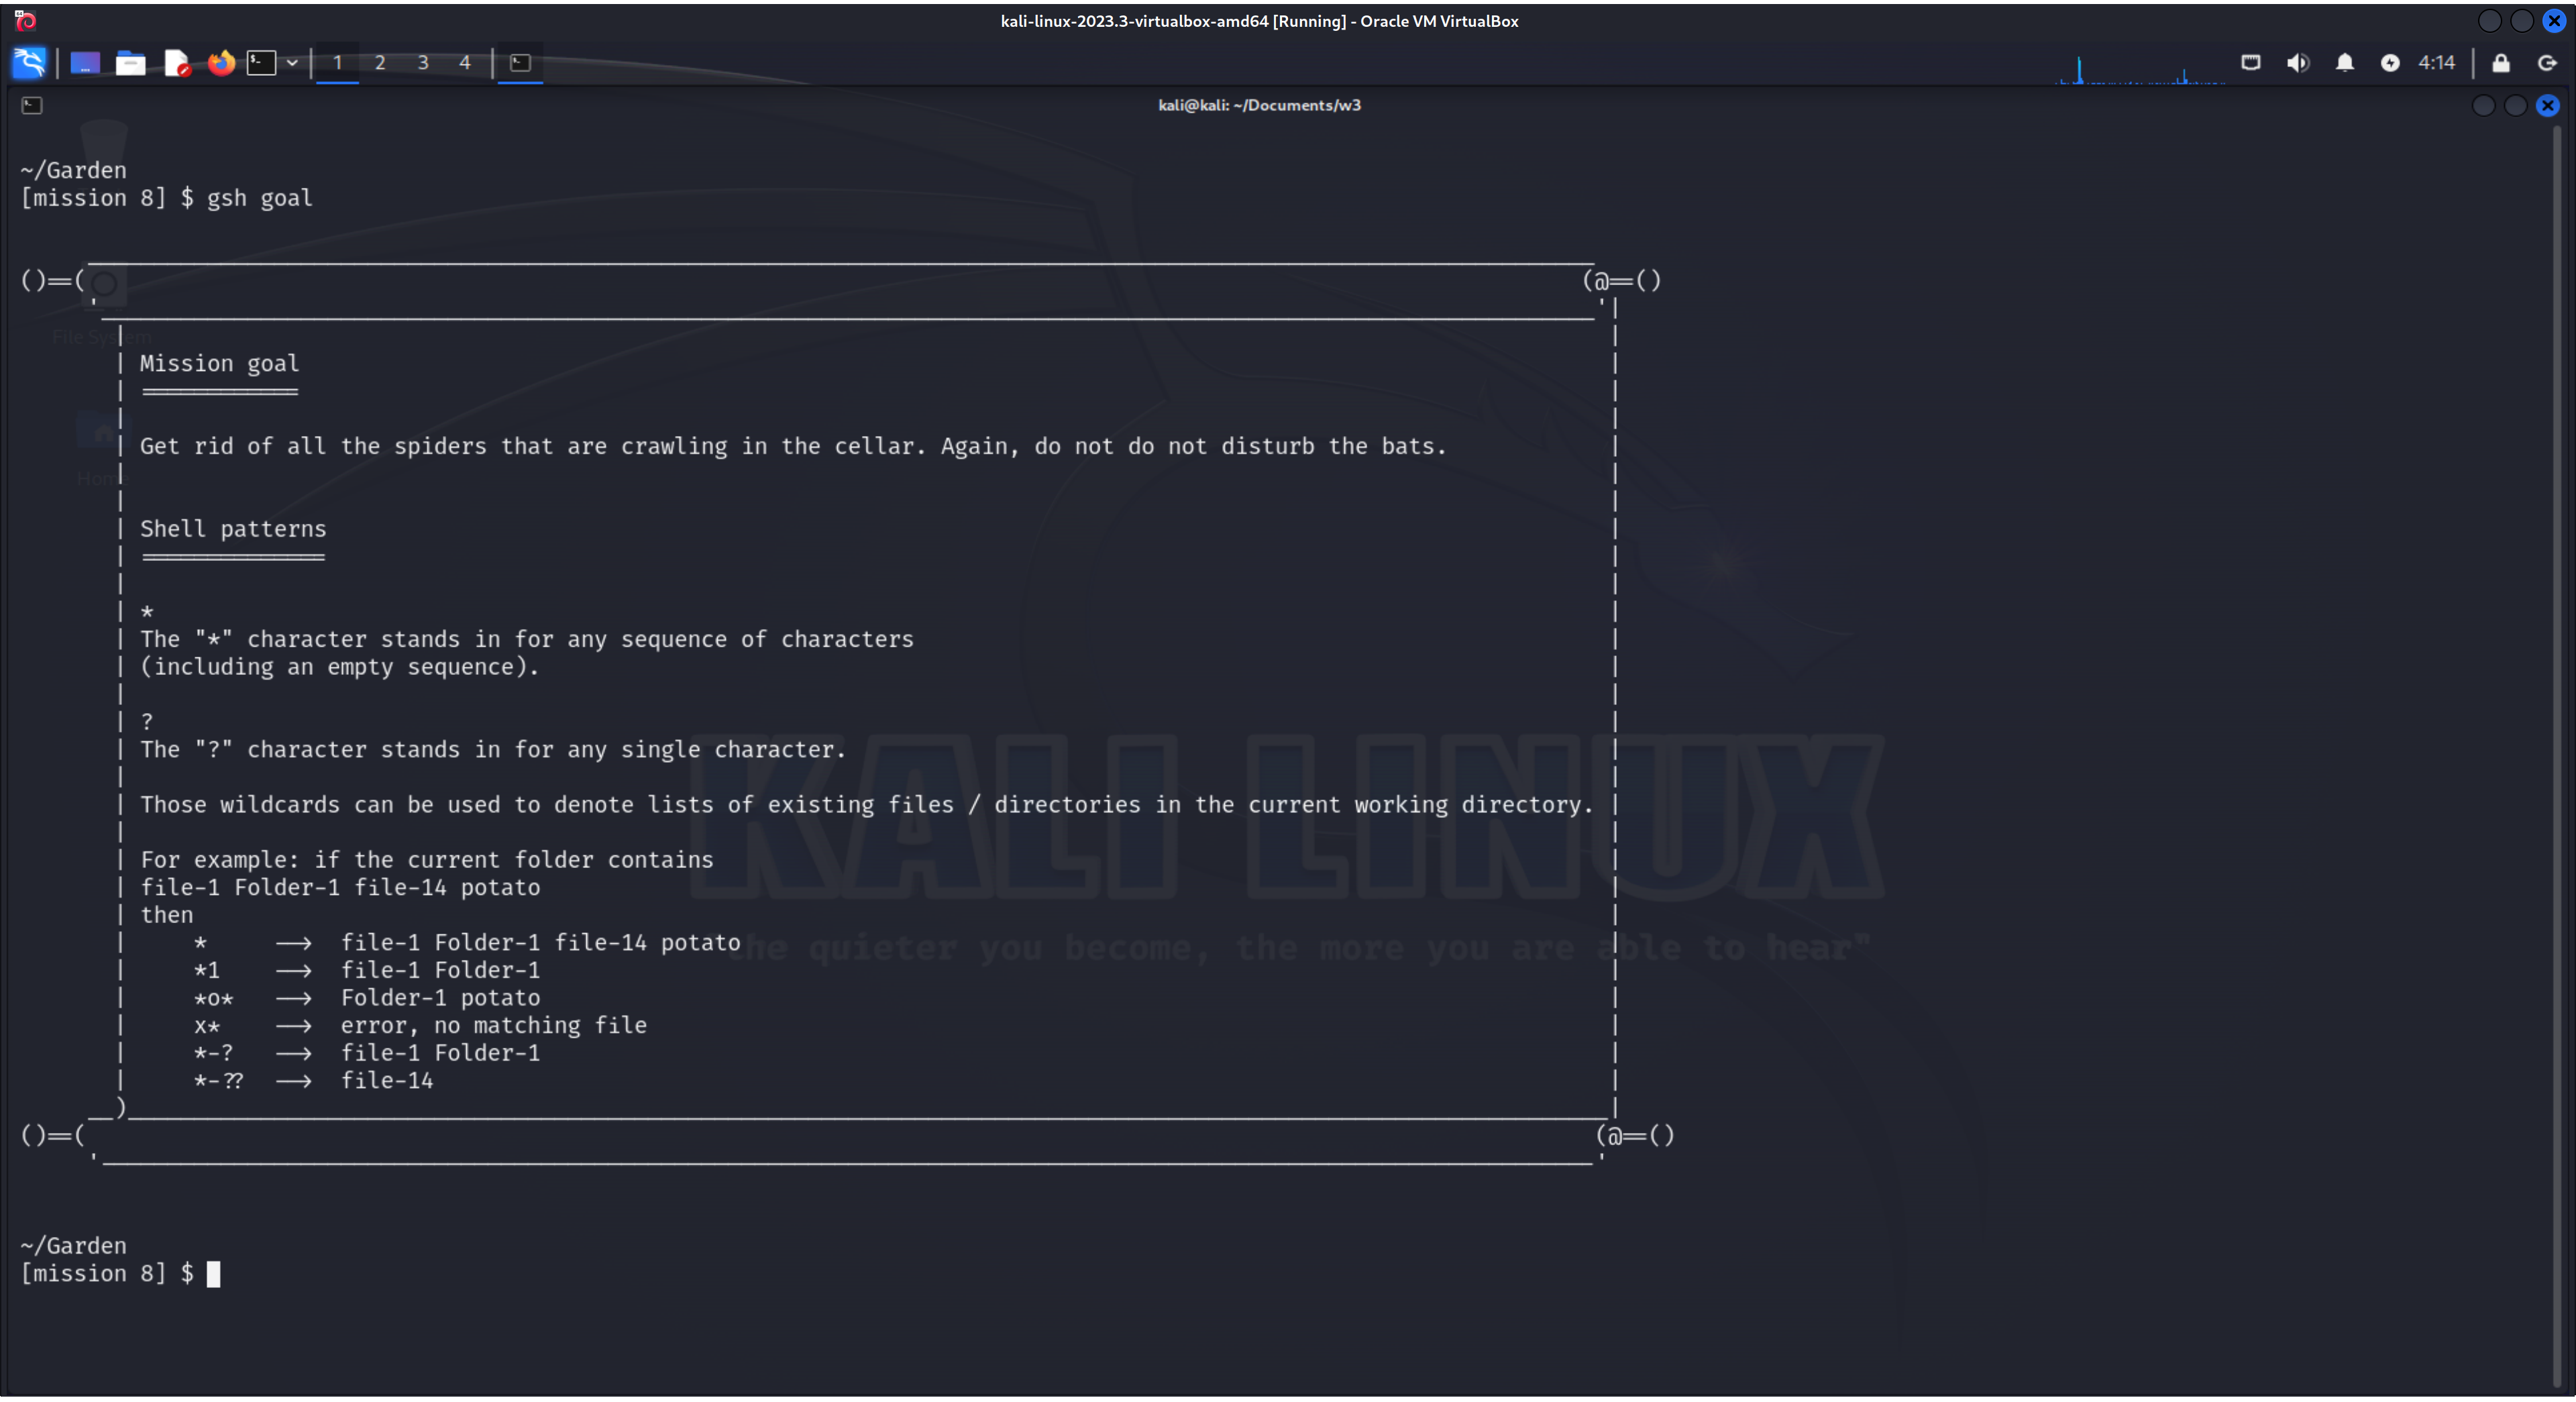 kali-linux-2023.3-virtualbox-amd64 [Running] - Oracle VM VirtualBox
1 2 3 4 4:14
kali@kali: ~/Documents/w3
~/Garden
[mission 8] $ gsh goal
()==( (@==()
File System
Mission goal
============
Get rid of all the spiders that are crawling in the cellar. Again, do not do not disturb the bats.
Home
Shell patterns
==============
*
The "*" character stands in for any sequence of characters
(including an empty sequence).
?
The "?" character stands in for any single character.
KALI LINUX
Those wildcards can be used to denote lists of existing files / directories in the current working directory.
For example: if the current folder contains
file-1 Folder-1 file-14 potato
then
* --> file-1 Folder-1 file-14 potato
"the quieter you become, the more you are able to hear"
*1 --> file-1 Folder-1
*o* --> Folder-1 potato
x* --> error, no matching file
*-? --> file-1 Folder-1
*-?? --> file-14
()==( (@==()
~/Garden
[mission 8] $